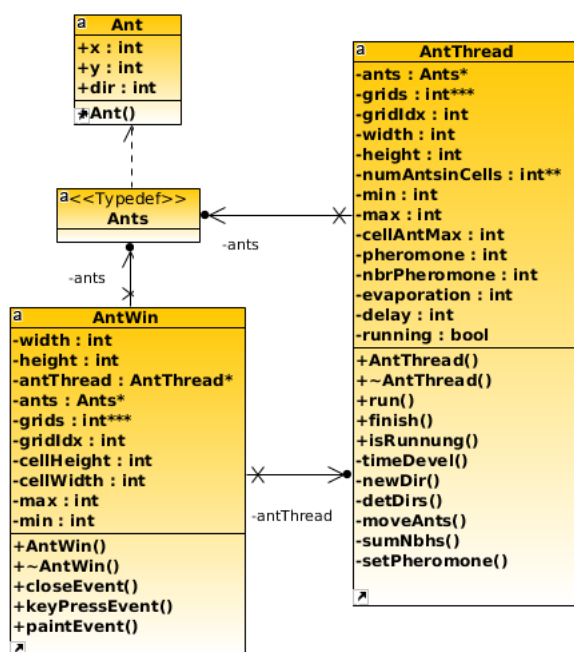 a
Ant
+x : int
+y : int
+dir : int
+Ant()
a
<<Typedef>>
Ants
-ants
-ants
a
AntWin
-width : int
-height : int
-antThread : AntThread*
-ants : Ants*
-grids : int***
-gridIdx : int
-cellHeight : int
-cellWidth : int
-max : int
-min : int
+AntWin()
+~AntWin()
+closeEvent()
+keyPressEvent()
+paintEvent()
-antThread
a
AntThread
-ants : Ants*
-grids : int***
-gridIdx : int
-width : int
-height : int
-numAntsinCells : int**
-min : int
-max : int
-cellAntMax : int
-pheromone : int
-nbrPheromone : int
-evaporation : int
-delay : int
-running : bool
+AntThread()
+~AntThread()
+run()
+finish()
+isRunnung()
-timeDevel()
-newDir()
-detDirs()
-moveAnts()
-sumNbhs()
-setPheromone()